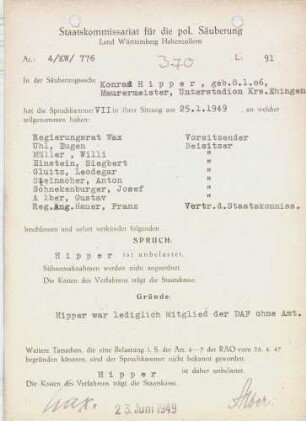 Staatskommissariat für die pol. Säuberung
Land Württemberg Hohenzollern
Nr.: 4/KW/ 776
370
L: 91
In der Säuberungssache Konrad Hipper, geb.8.1.06,
Maurermeister, Unterstadion Krs.Ehingen
hat die Spruchkammer VII in ihrer Sitzung am 25.1.1949 , an welcher
teilgenommen haben:
Regierungsrat Wax Vorsitzender
Uhl, Eugen Beisitzer
Müller, Willi "
Einstein, Siegbert "
Gluitz, Leodegar "
Steinacher, Anton "
Schnekenburger, Josef "
Alber, Gustav "
Reg.Ang.Hauer, Franz Vertr.d.Staatskommiss.
beschlossen und sofort verkündet folgenden
SPRUCH:
Hipper ist unbelastet.
Sühnemaßnahmen werden nicht angeordnet.
Die Kosten des Verfahrens trägt die Staatskasse.
Gründe:
Hipper war lediglich Mitglied der DAF ohne Amt.
Weitere Tatsachen, die eine Belastung i. S. der Art. 4–7 der RAO vom 24. 4. 47
begründen könnten, sind der Spruchkammer nicht bekannt geworden.
Hipper ist daher unbelastet.
Die Kosten des Verfahrens trägt die Staatskasse.
Wax.
23. Juni 1949
Alber.